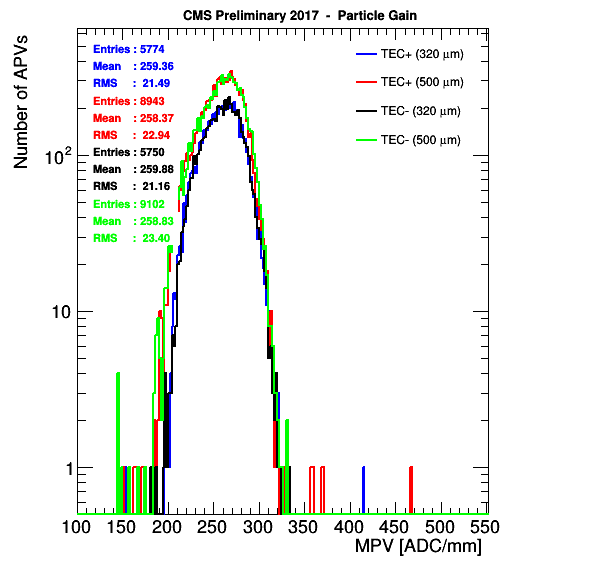 CMS Preliminary 2017 - Particle Gain
Number of APVs
Entries : 5774
Mean : 259.36
RMS : 21.49
Entries : 8943
Mean : 258.37
RMS : 22.94
Entries : 5750
Mean : 259.88
RMS : 21.16
Entries : 9102
Mean : 258.83
RMS : 23.40
TEC+ (320 μm)
TEC+ (500 μm)
TEC- (320 μm)
TEC- (500 μm)
10²
10
1
100 150 200 250 300 350 400 450 500 550
MPV [ADC/mm]